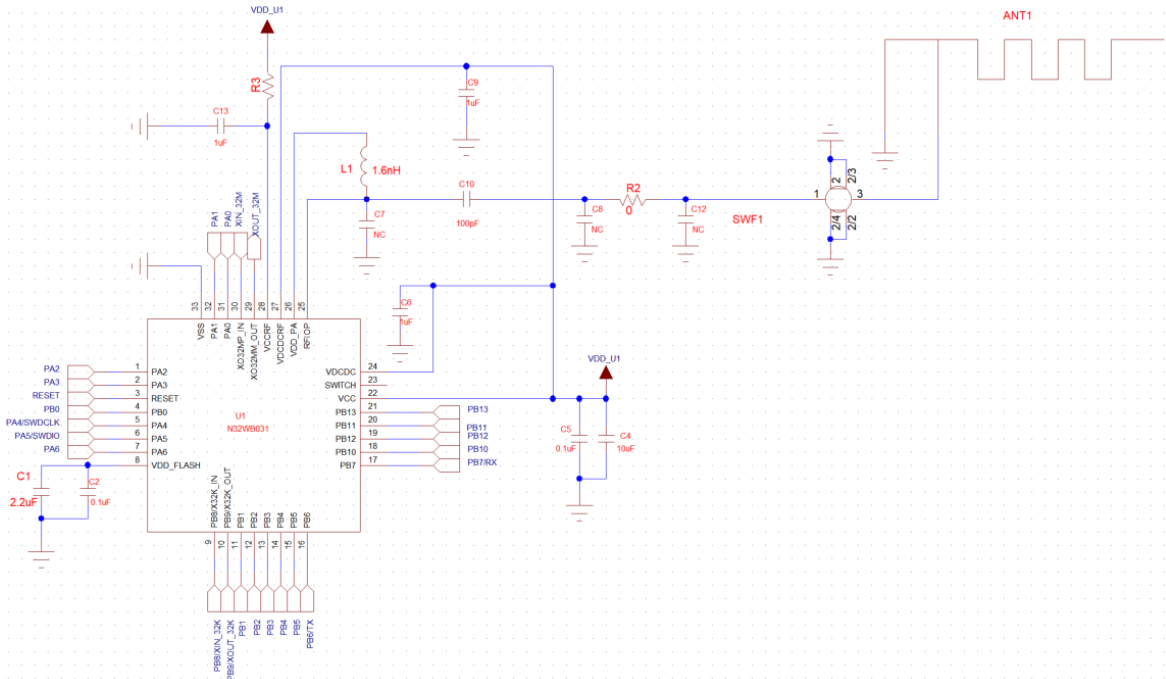 VDD_U1
ANT1
R3
C13
1uF
C9
1uF
L1
1.6nH
C10
100pF
R2
0
C7
NC
C8
NC
C12
NC
SWF1
1
2
2/3
3
2/4
2/2
PA1
PA0
XIN_32M
XOUT_32M
33
32
31
30
29
28
27
26
25
VSS
PA1
PA0
XO32MP_IN
XO32MM_OUT
VCCRF
VDCDCRF
VDD_PA
RFIOP
C6
1uF
PA2
1
PA2
PA3
2
PA3
RESET
3
RESET
PB0
4
PB0
PA4/SWDCLK
5
PA4
PA5/SWDIO
6
PA5
PA6
7
PA6
8
VDD_FLASH
U1
N32WB031
VDCDC
24
SWITCH
23
VCC
22
PB13
21
PB13
PB11
20
PB11
PB12
19
PB12
PB10
18
PB10
PB7
17
PB7/RX
VDD_U1
C5
0.1uF
C4
10uF
C1
2.2uF
C2
0.1uF
PB8/X32K_IN
PB9/X32K_OUT
PB1
PB2
PB3
PB4
PB5
PB6
9
10
11
12
13
14
15
16
PB8/XIN_32K
PB9/XOUT_32K
PB1
PB2
PB3
PB4
PB5
PB6/TX